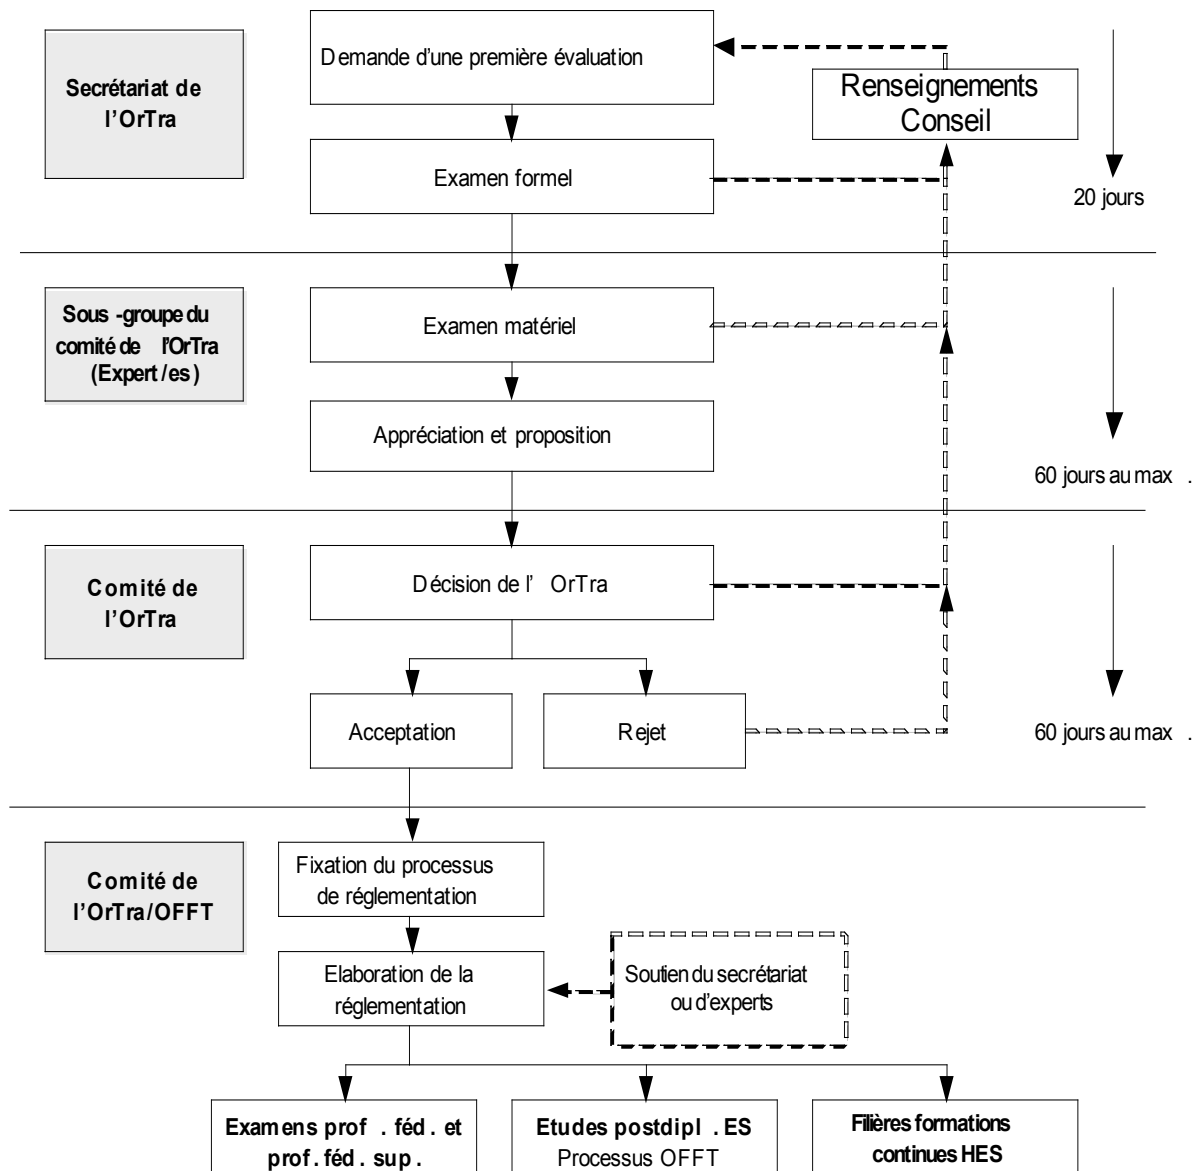 Demande d'une première évaluation
Secrétariat de
l'OrTra
Renseignements
Conseil
Examen formel
20 jours
Sous -groupe du
comité de l'OrTra
(Expert/es)
Examen matériel
Appréciation et proposition
60 jours au max .
Comité de
l'OrTra
Décision de l' OrTra
Acceptation
Rejet
60 jours au max .
Comité de
l'OrTra/OFFT
Fixation du processus
de réglementation
Elaboration de la
réglementation
Soutien du secrétariat
ou d'experts
Examens prof . féd . et
prof. féd. sup .
Etudes postdipl . ES
Processus OFFT
Filières formations
continues HES